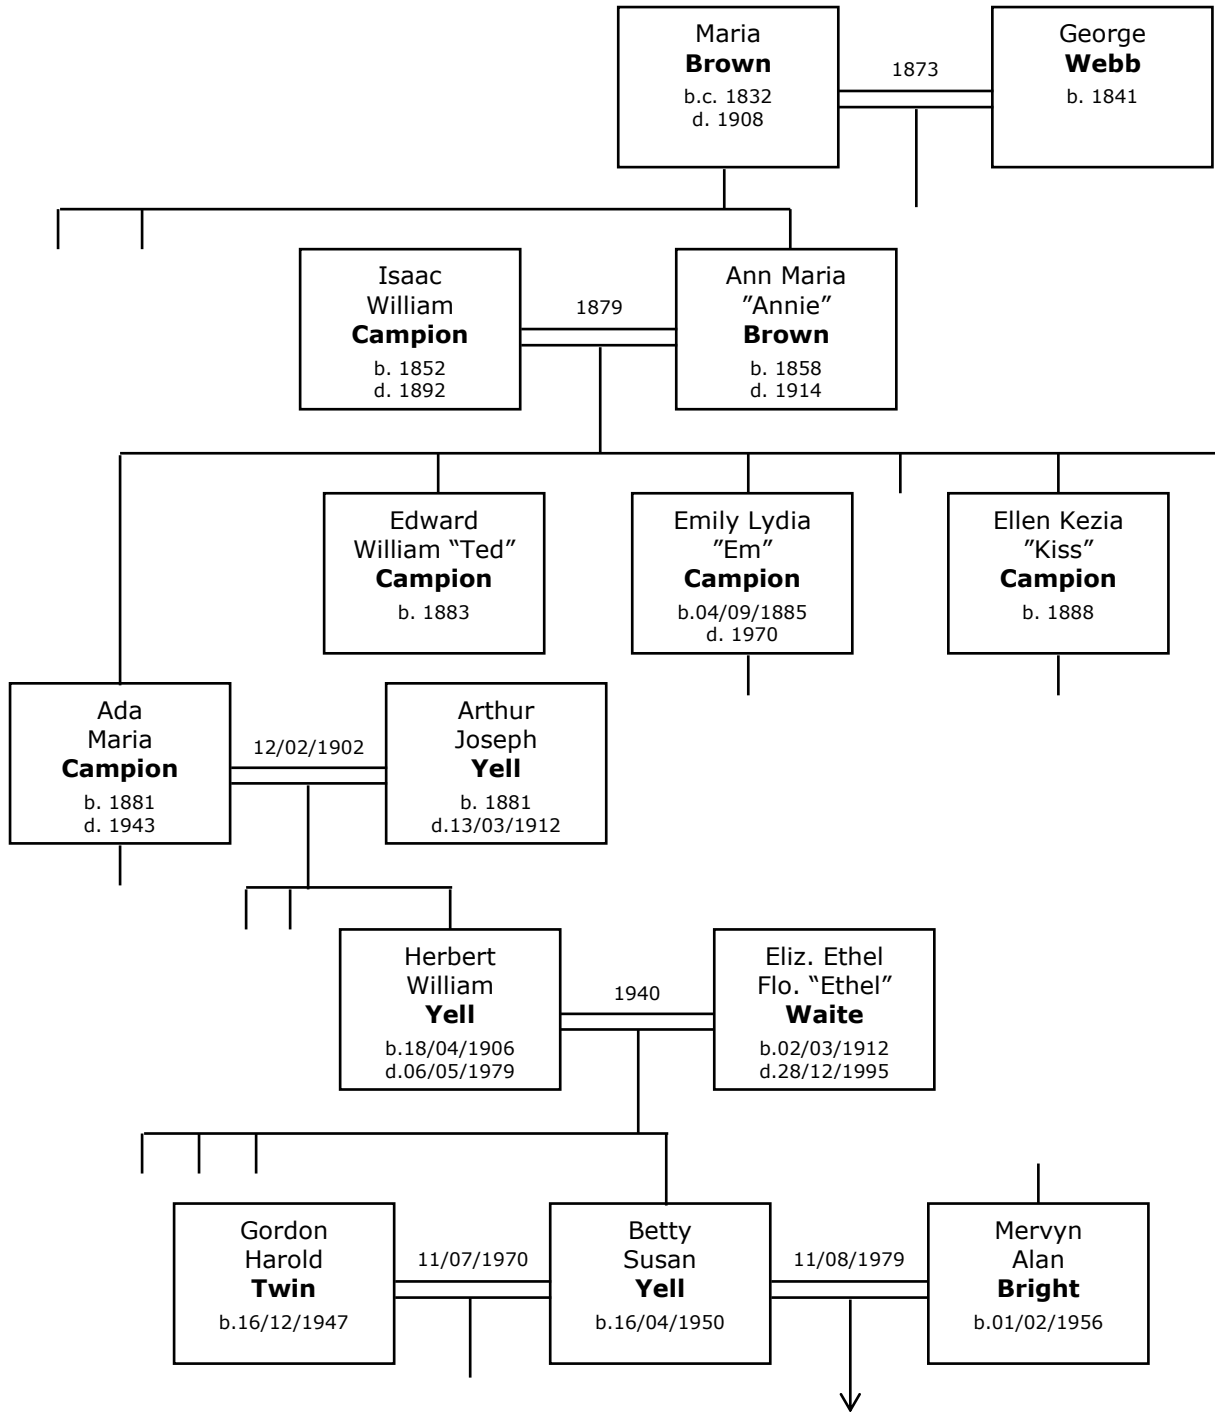 Maria
Brown
b.c. 1832
d. 1908
1873
George
Webb
b. 1841
Isaac
William
Campion
b. 1852
d. 1892
1879
Ann Maria
”Annie”
Brown
b. 1858
d. 1914
Edward
William “Ted”
Campion
b. 1883
Emily Lydia
”Em”
Campion
b.04/09/1885
d. 1970
Ellen Kezia
”Kiss”
Campion
b. 1888
Ada
Maria
Campion
b. 1881
d. 1943
12/02/1902
Arthur
Joseph
Yell
b. 1881
d.13/03/1912
Herbert
William
Yell
b.18/04/1906
d.06/05/1979
1940
Eliz. Ethel
Flo. “Ethel”
Waite
b.02/03/1912
d.28/12/1995
Gordon
Harold
Twin
b.16/12/1947
11/07/1970
Betty
Susan
Yell
b.16/04/1950
11/08/1979
Mervyn
Alan
Bright
b.01/02/1956